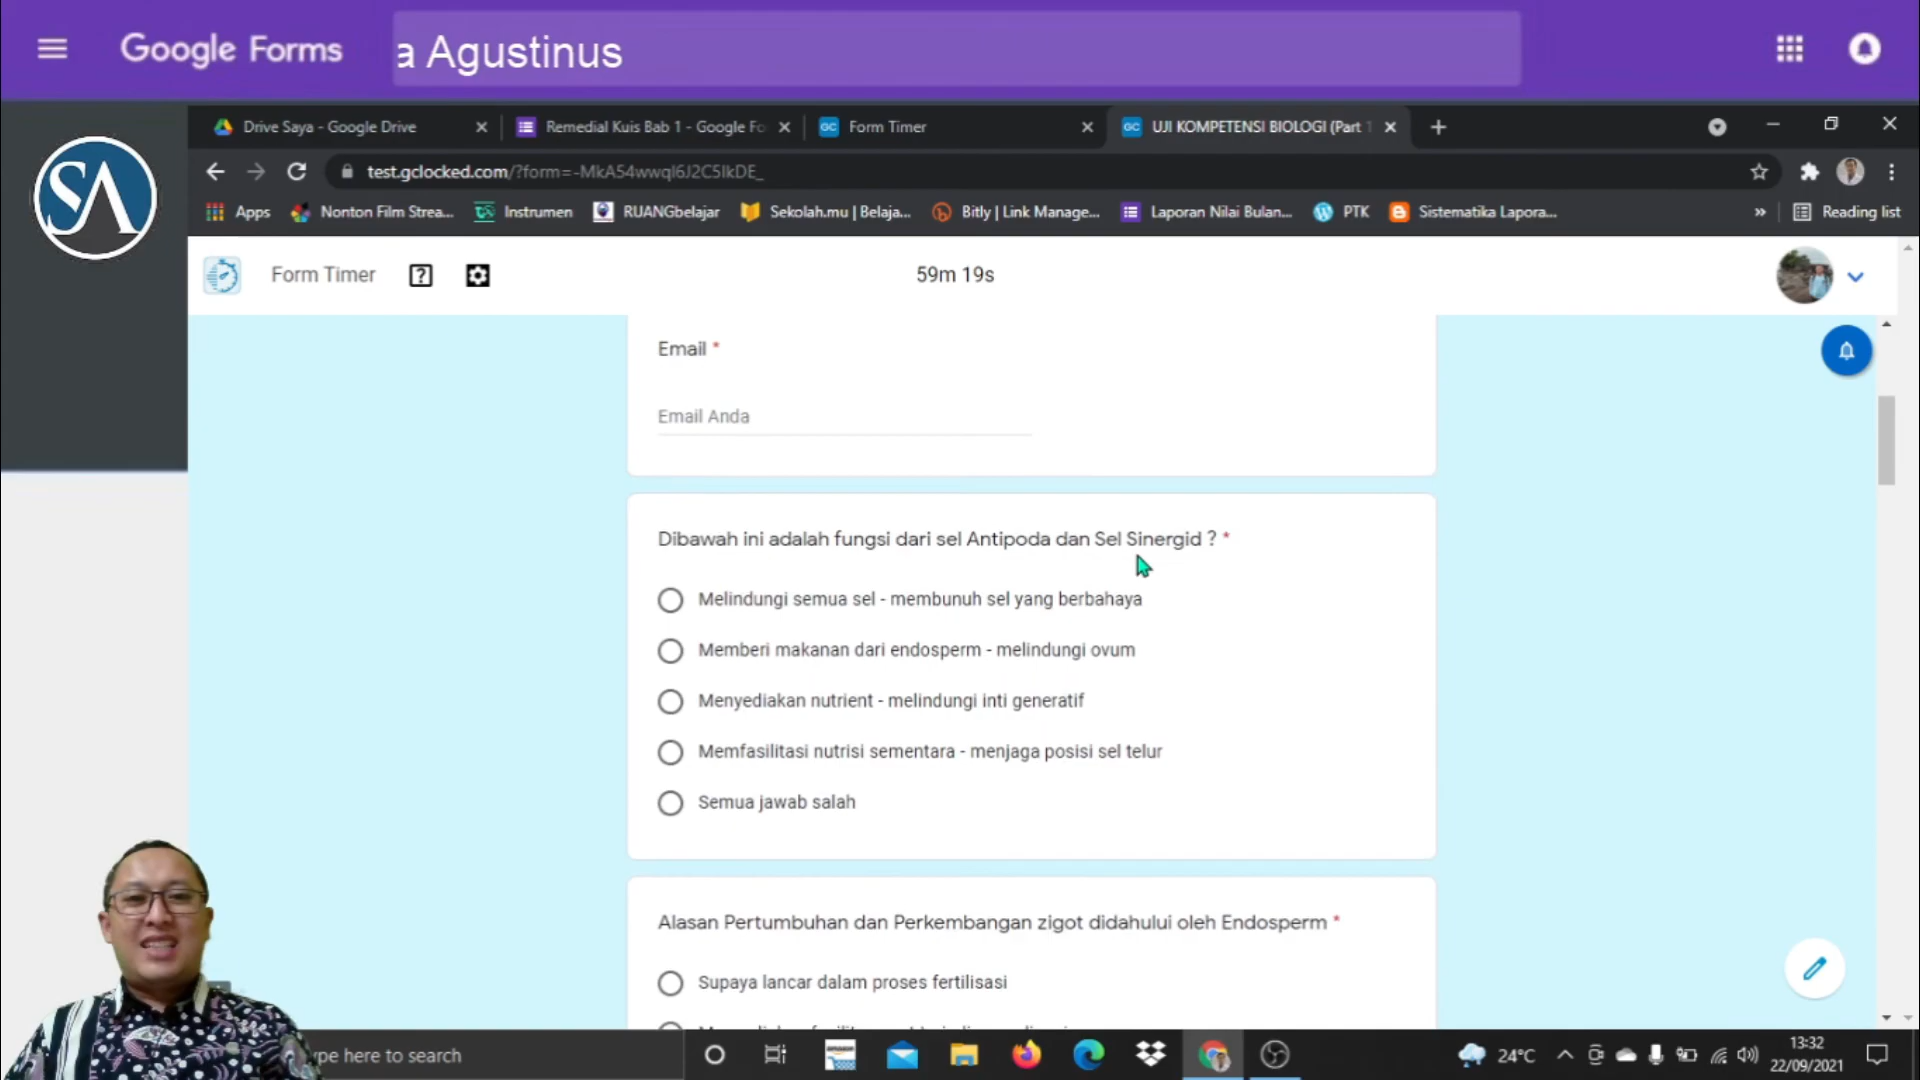 Google Forms
a Agustinus
SA
Drive Saya - Google Drive
Remedial Kuis Bab 1 - Google Fo
GC Form Timer
GC UJI KOMPETENSI BIOLOGI (Part 1
test.gclocked.com/?form=-MkA54wwql6J2C5IkDE_
Apps
Nonton Film Strea...
Instrumen
RUANGbelajar
Sekolah.mu | Belaja...
Bitly | Link Manage...
Laporan Nilai Bulan...
PTK
Sistematika Lapora...
»
Reading list
Form Timer
59m 19s
Email *
Email Anda
Dibawah ini adalah fungsi dari sel Antipoda dan Sel Sinergid ? *
Melindungi semua sel - membunuh sel yang berbahaya
Memberi makanan dari endosperm - melindungi ovum
Menyediakan nutrient - melindungi inti generatif
Memfasilitasi nutrisi sementara - menjaga posisi sel telur
Semua jawab salah
Alasan Pertumbuhan dan Perkembangan zigot didahului oleh Endosperm *
Supaya lancar dalam proses fertilisasi
ype here to search
24°C
13:32
22/09/2021